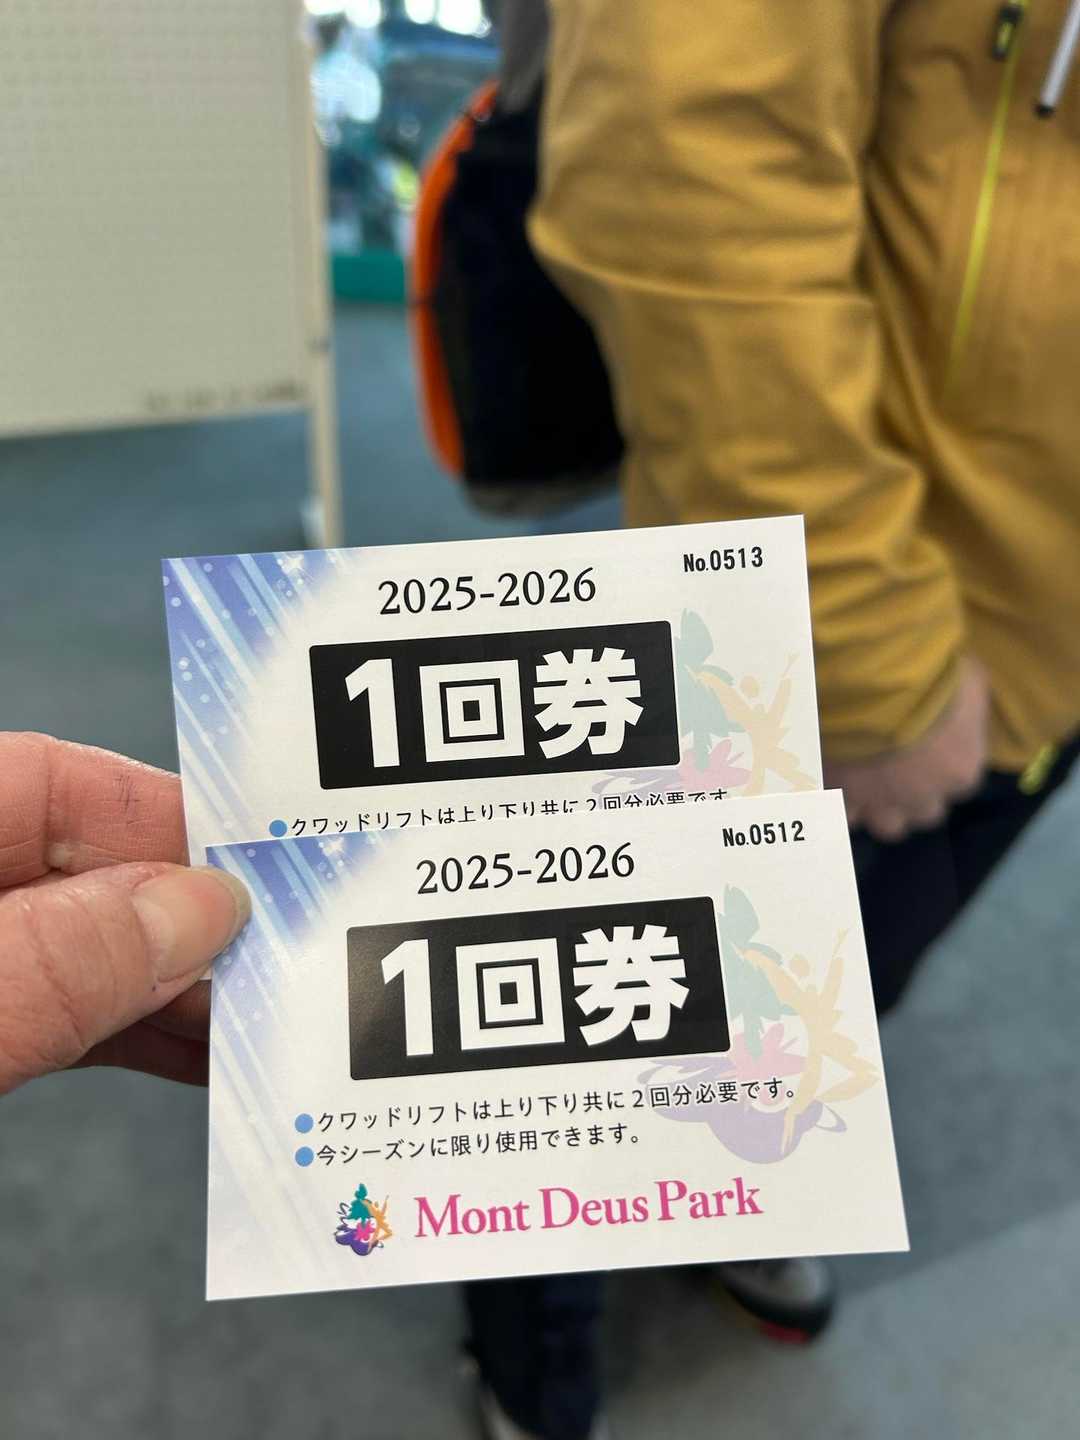 2025-2026
No.0513
1回券
●クワッドリフトは上り下り共に2回分必要です
2025-2026
No.0512
1回券
●クワッドリフトは上り下り共に2回分必要です。
●今シーズンに限り使用できます。
Mont Deus Park